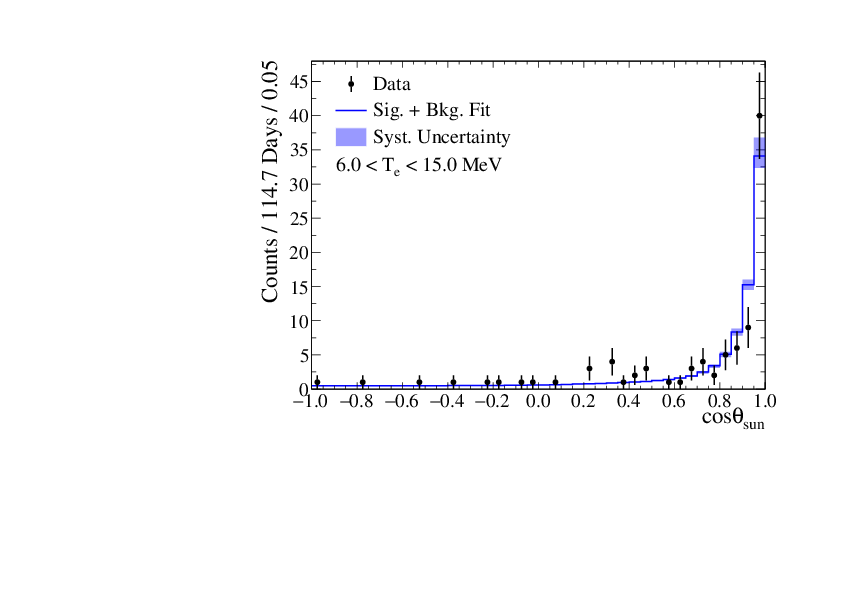 Counts / 114.7 Days / 0.05
45
40
35
30
25
20
15
10
5
0
Data
Sig. + Bkg. Fit
Syst. Uncertainty
6.0 < Te < 15.0 MeV
−1.0 −0.8 −0.6 −0.4 −0.2 0.0 0.2 0.4 0.6 0.8 1.0
cosθsun